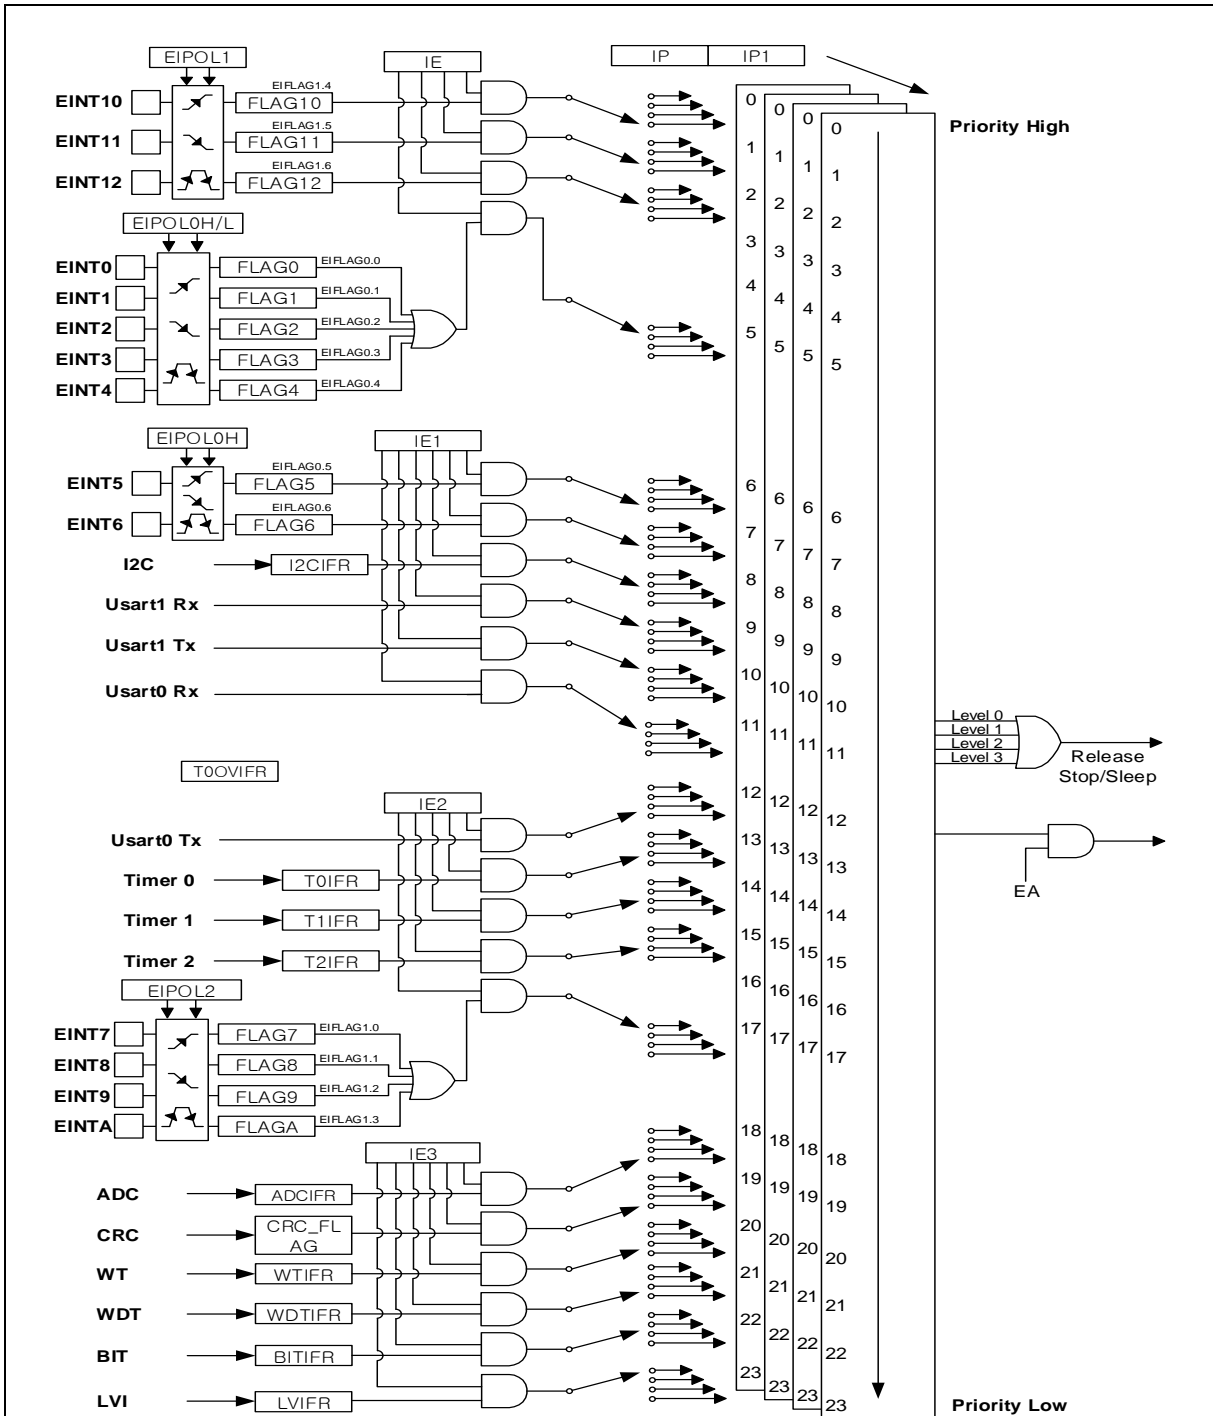 EIPOL1
IE
IP
IP1
EINT10
FLAG10
EIFLAG1.4
EINT11
FLAG11
EIFLAG1.5
EINT12
FLAG12
EIFLAG1.6
Priority High
EIPOL0H/L
EINT0
FLAG0
EIFLAG0.0
EINT1
FLAG1
EIFLAG0.1
EINT2
FLAG2
EIFLAG0.2
EINT3
FLAG3
EIFLAG0.3
EINT4
FLAG4
EIFLAG0.4
0 0 0 0
1 1 1 1
2 2 2 2
3 3 3 3
4 4 4 4
5 5 5 5
EIPOL0H
IE1
EINT5
FLAG5
EIFLAG0.5
EINT6
FLAG6
EIFLAG0.6
I2C
I2CIFR
Usart1 Rx
Usart1 Tx
Usart0 Rx
6 6 6 6
7 7 7 7
8 8 8 8
9 9 9 9
10 10 10 10
11 11 11 11
Level 0
Level 1
Level 2
Level 3
Release
Stop/Sleep
T0OVIFR
IE2
Usart0 Tx
Timer 0
T0IFR
Timer 1
T1IFR
Timer 2
T2IFR
EA
12 12 12 12
13 13 13 13
14 14 14 14
15 15 15 15
16 16 16 16
17 17 17 17
EIPOL2
EINT7
FLAG7
EIFLAG1.0
EINT8
FLAG8
EIFLAG1.1
EINT9
FLAG9
EIFLAG1.2
EINTA
FLAGA
EIFLAG1.3
IE3
ADC
ADCIFR
CRC
CRC_FL
AG
WT
WTIFR
WDT
WDTIFR
BIT
BITIFR
LVI
LVIFR
18 18 18 18
19 19 19 19
20 20 20 20
21 21 21 21
22 22 22 22
23 23 23 23
Priority Low